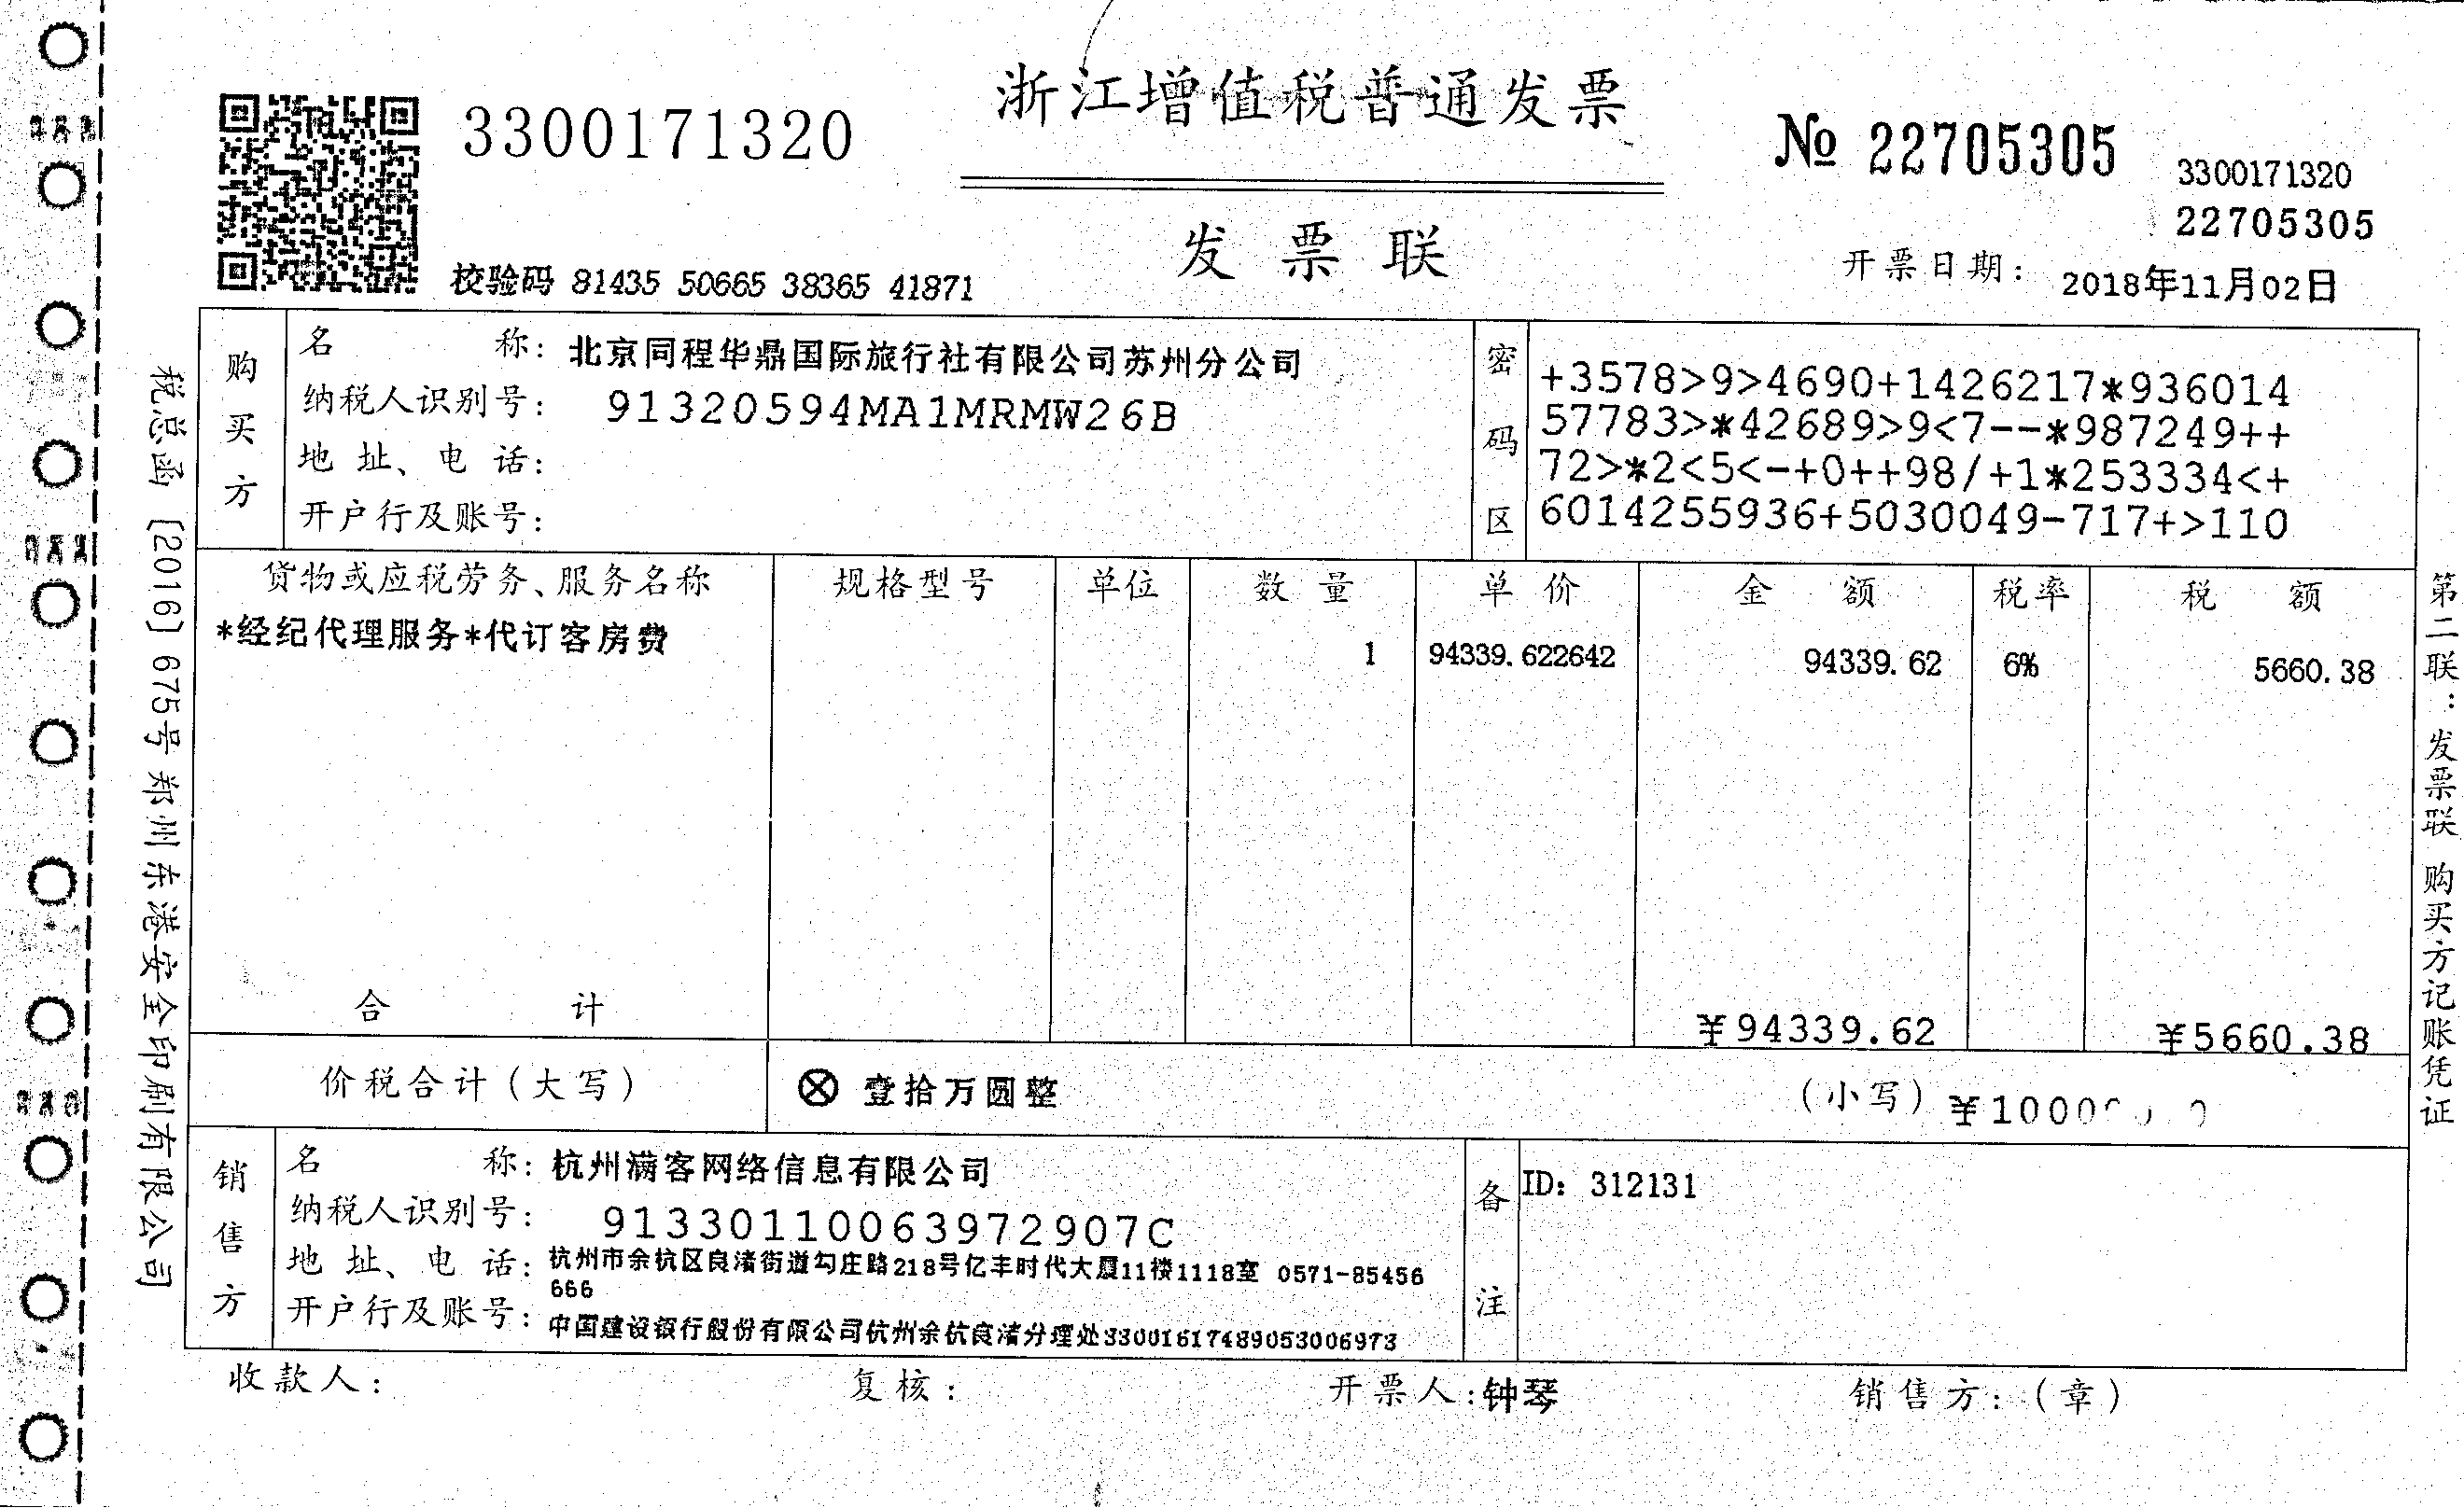 浙江增值税普通发票
3300171320
№ 22705305
3300171320
22705305
发票联
校验码 81435 50665 38365 41871
开票日期: 2018年11月02日
购买方
名称: 北京同程华鼎国际旅行社有限公司苏州分公司
纳税人识别号: 91320594MA1MRMW26B
地址、电话:
开户行及账号:
密码区
+3578>9>4690+1426217*936014
57783>*42689>9<7--*987249++
72>*2<5<-+0++98/+1*253334<+
6014255936+5030049-717+>110
货物或应税劳务、服务名称 规格型号 单位 数量 单价 金额 税率 税额
*经纪代理服务*代订客房费 1 94339.622642 94339.62 6% 5660.38
合计 ¥94339.62 ¥5660.38
价税合计(大写) ⊗ 壹拾万圆整 (小写)
销售方
名称: 杭州满客网络信息有限公司
纳税人识别号: 91330110063972907C
地址、电话: 杭州市余杭区良渚街道勾庄路218号亿丰时代大厦11楼1118室 0571-85456
666
开户行及账号: 中国建设银行股份有限公司杭州余杭良渚分理处33001617489053006973
备注
ID: 312131
收款人: 复核: 开票人:钟琴 销售方:(章)
税总函〔2016〕675号郑州东港安全印刷有限公司
第二联:发票联 购买方记账凭证